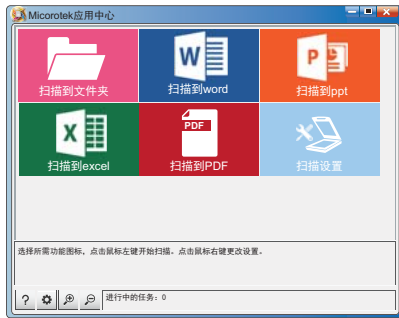 Micorotek应用中心
扫描到文件夹
W
扫描到word
P
扫描到ppt
X
扫描到excel
PDF
扫描到PDF
扫描设置
选择所需功能图标，点击鼠标左键开始扫描。点击鼠标右键更改设置。
? 进行中的任务：0